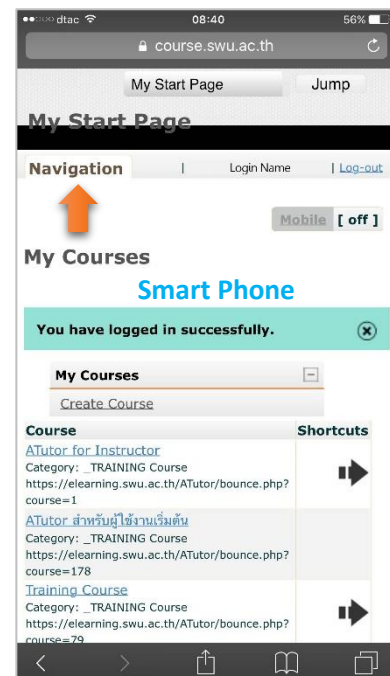 dtac 08:40 56%
course.swu.ac.th
My Start Page Jump
My Start Page
Navigation | Login Name | Log-out
Mobile [ off ]
My Courses
Smart Phone
You have logged in successfully.
My Courses
Create Course
Course Shortcuts
ATutor for Instructor
Category: _TRAINING Course
https://elearning.swu.ac.th/ATutor/bounce.php?
course=1
ATutor สำหรับผู้ใช้งานเริ่มต้น
Category: _TRAINING Course
https://elearning.swu.ac.th/ATutor/bounce.php?
course=178
Training Course
Category: _TRAINING Course
https://elearning.swu.ac.th/ATutor/bounce.php?
course=79